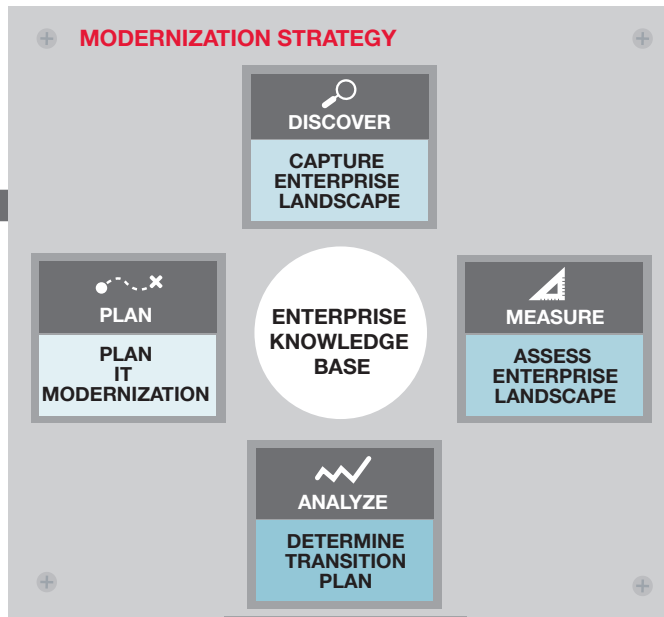 MODERNIZATION STRATEGY
DISCOVER
CAPTURE
ENTERPRISE
LANDSCAPE
PLAN
PLAN
IT
MODERNIZATION
ENTERPRISE
KNOWLEDGE
BASE
MEASURE
ASSESS
ENTERPRISE
LANDSCAPE
ANALYZE
DETERMINE
TRANSITION
PLAN